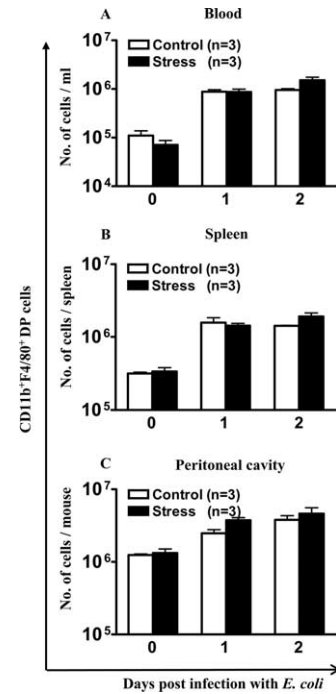 A Blood
10⁷
10⁶
10⁵
10⁴
No. of cells / ml
Control (n=3)
Stress (n=3)
0 1 2
B Spleen
10⁷
10⁶
10⁵
No. of cells / spleen
Control (n=3)
Stress (n=3)
0 1 2
C Peritoneal cavity
10⁷
10⁶
10⁵
No. of cells / mouse
Control (n=3)
Stress (n=3)
0 1 2
CD11b⁺F4/80⁺ DP cells
Days post infection with E. coli